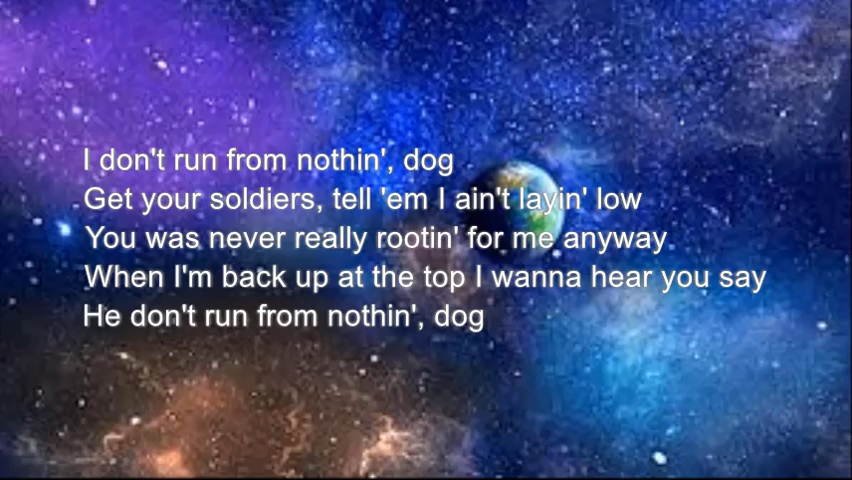 I don't run from nothin', dog
Get your soldiers, tell 'em I ain't layin' low
You was never really rootin' for me anyway
When I'm back up at the top I wanna hear you say
He don't run from nothin', dog